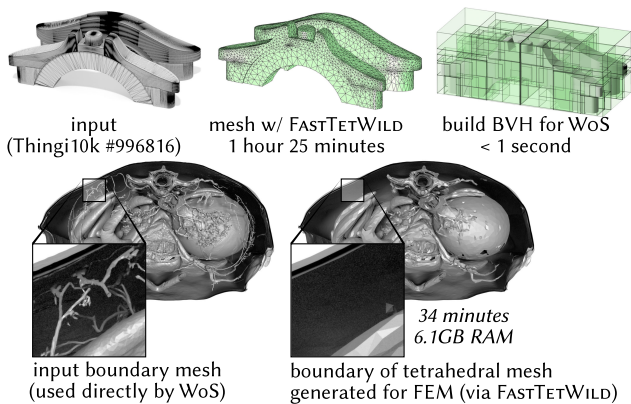 input
(Thingi10k #996816)
mesh w/ FASTTETWILD
1 hour 25 minutes
build BVH for WoS
< 1 second
34 minutes
6.1GB RAM
input boundary mesh
(used directly by WoS)
boundary of tetrahedral mesh
generated for FEM (via FASTTETWILD)